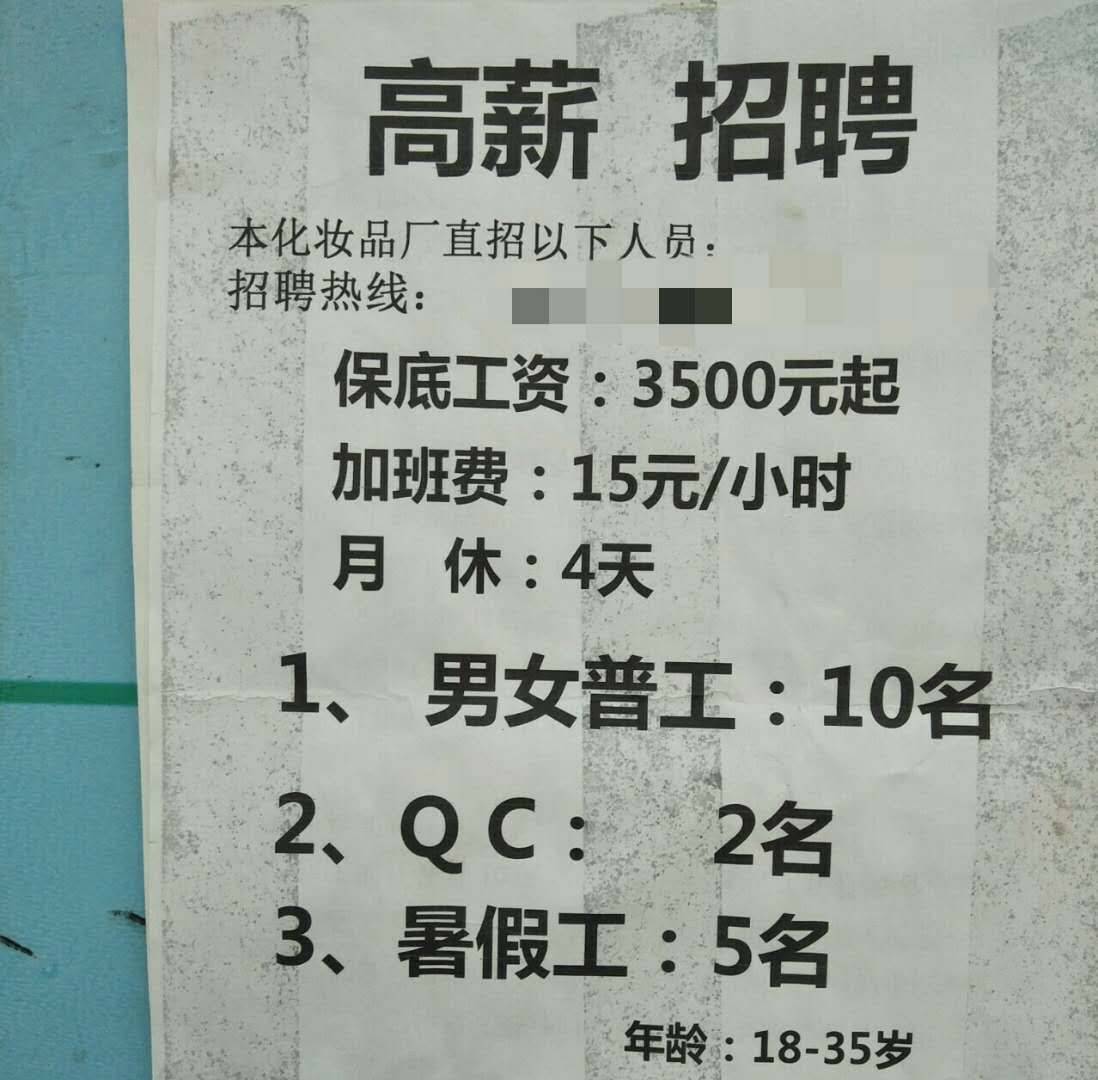 高薪 招聘
本化妆品厂直招以下人员：
招聘热线：
保底工资：3500元起
加班费：15元/小时
月 休：4天
1、 男女普工：10名
2、QC： 2名
3、暑假工：5名
年龄：18-35岁